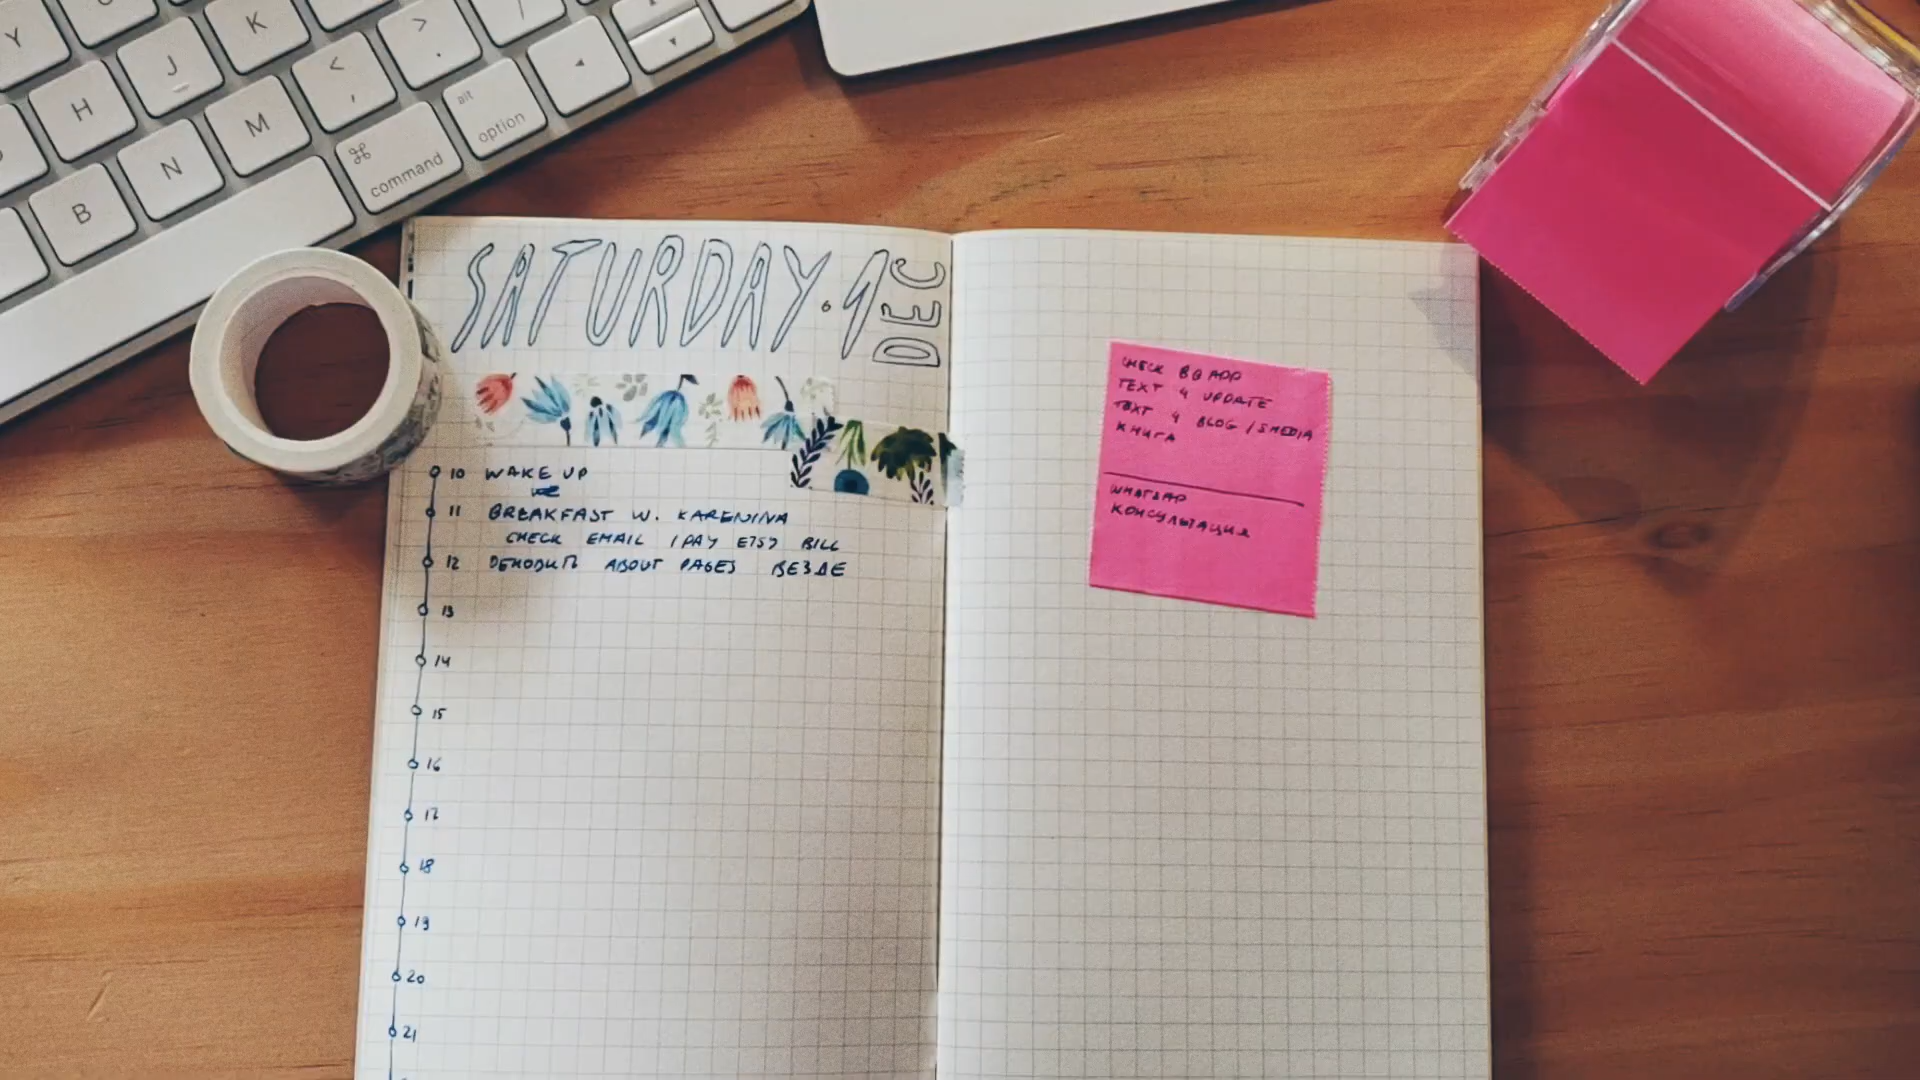 Y
K
>
.
/
H
J
<
,
◂
▾
B
N
M
⌘
command
alt
option
SATURDAY · 1 DEC
10 WAKE UP
11 BREAKFAST W. KARENINA
CHECK EMAIL / PAY ETSY BILL
12 ABOUT PAGES ВЕЗДЕ
13
14
15
16
17
18
19
20
21
CHECK BG APP
TEXT 4 UPDATE
TEXT 4 BLOG / SMEDIA
КНИГА
WHATSAPP
КОНСУЛЬТАЦИЯ